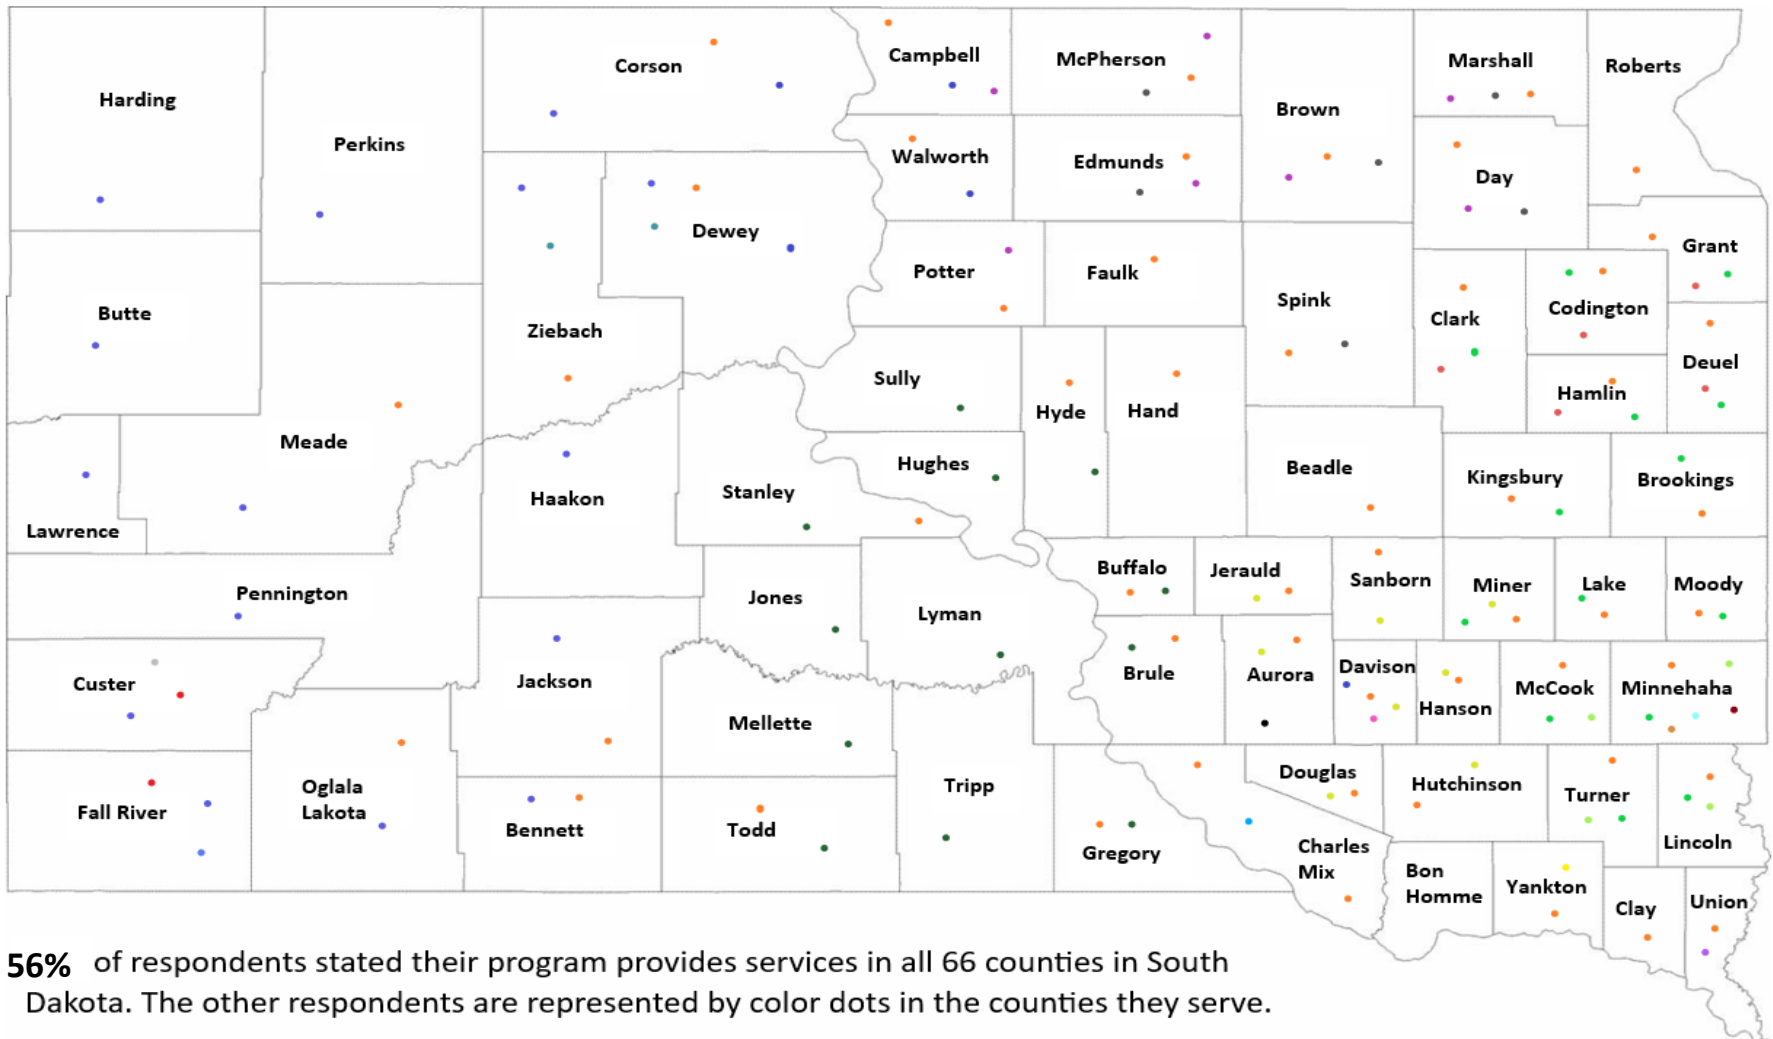 Harding
Perkins
Corson
Campbell
McPherson
Brown
Marshall
Roberts
Walworth
Edmunds
Day
Dewey
Potter
Faulk
Spink
Clark
Codington
Grant
Butte
Ziebach
Sully
Hyde
Hand
Hamlin
Deuel
Meade
Lawrence
Haakon
Stanley
Hughes
Beadle
Kingsbury
Brookings
Pennington
Jones
Lyman
Buffalo
Jerauld
Sanborn
Miner
Lake
Moody
Custer
Jackson
Mellette
Brule
Aurora
Davison
Hanson
McCook
Minnehaha
Fall River
Oglala
Lakota
Bennett
Todd
Tripp
Gregory
Douglas
Charles
Mix
Hutchinson
Turner
Lincoln
Bon
Homme
Yankton
Clay
Union
56% of respondents stated their program provides services in all 66 counties in South
Dakota. The other respondents are represented by color dots in the counties they serve.